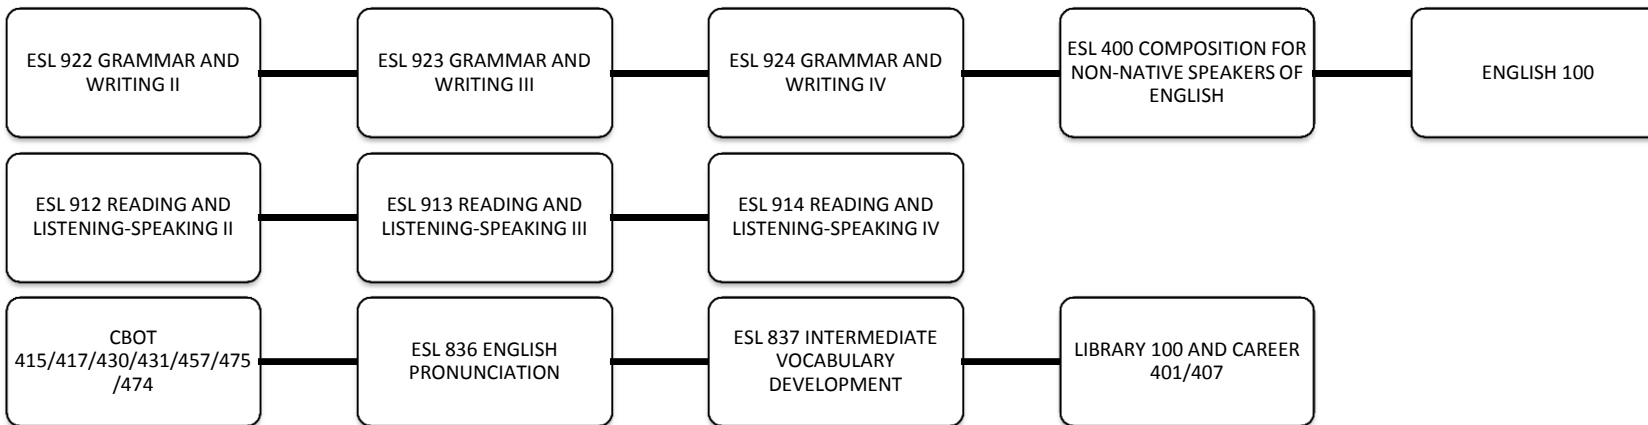 ESL 922 GRAMMAR AND
WRITING II
ESL 923 GRAMMAR AND
WRITING III
ESL 924 GRAMMAR AND
WRITING IV
ESL 400 COMPOSITION FOR
NON-NATIVE SPEAKERS OF
ENGLISH
ENGLISH 100
ESL 912 READING AND
LISTENING-SPEAKING II
ESL 913 READING AND
LISTENING-SPEAKING III
ESL 914 READING AND
LISTENING-SPEAKING IV
CBOT
415/417/430/431/457/475
/474
ESL 836 ENGLISH
PRONUNCIATION
ESL 837 INTERMEDIATE
VOCABULARY
DEVELOPMENT
LIBRARY 100 AND CAREER
401/407